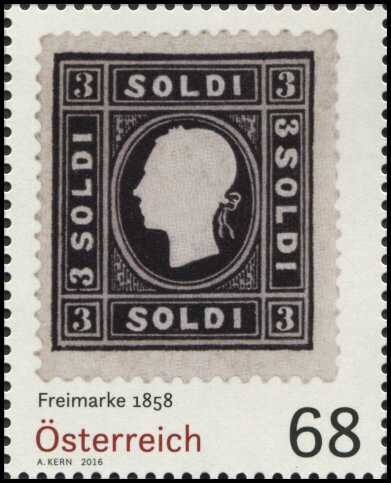 3 SOLDI 3
3 SOLDI
3 SOLDI
3 SOLDI 3
Freimarke 1858
Österreich
68
A. KERN 2016